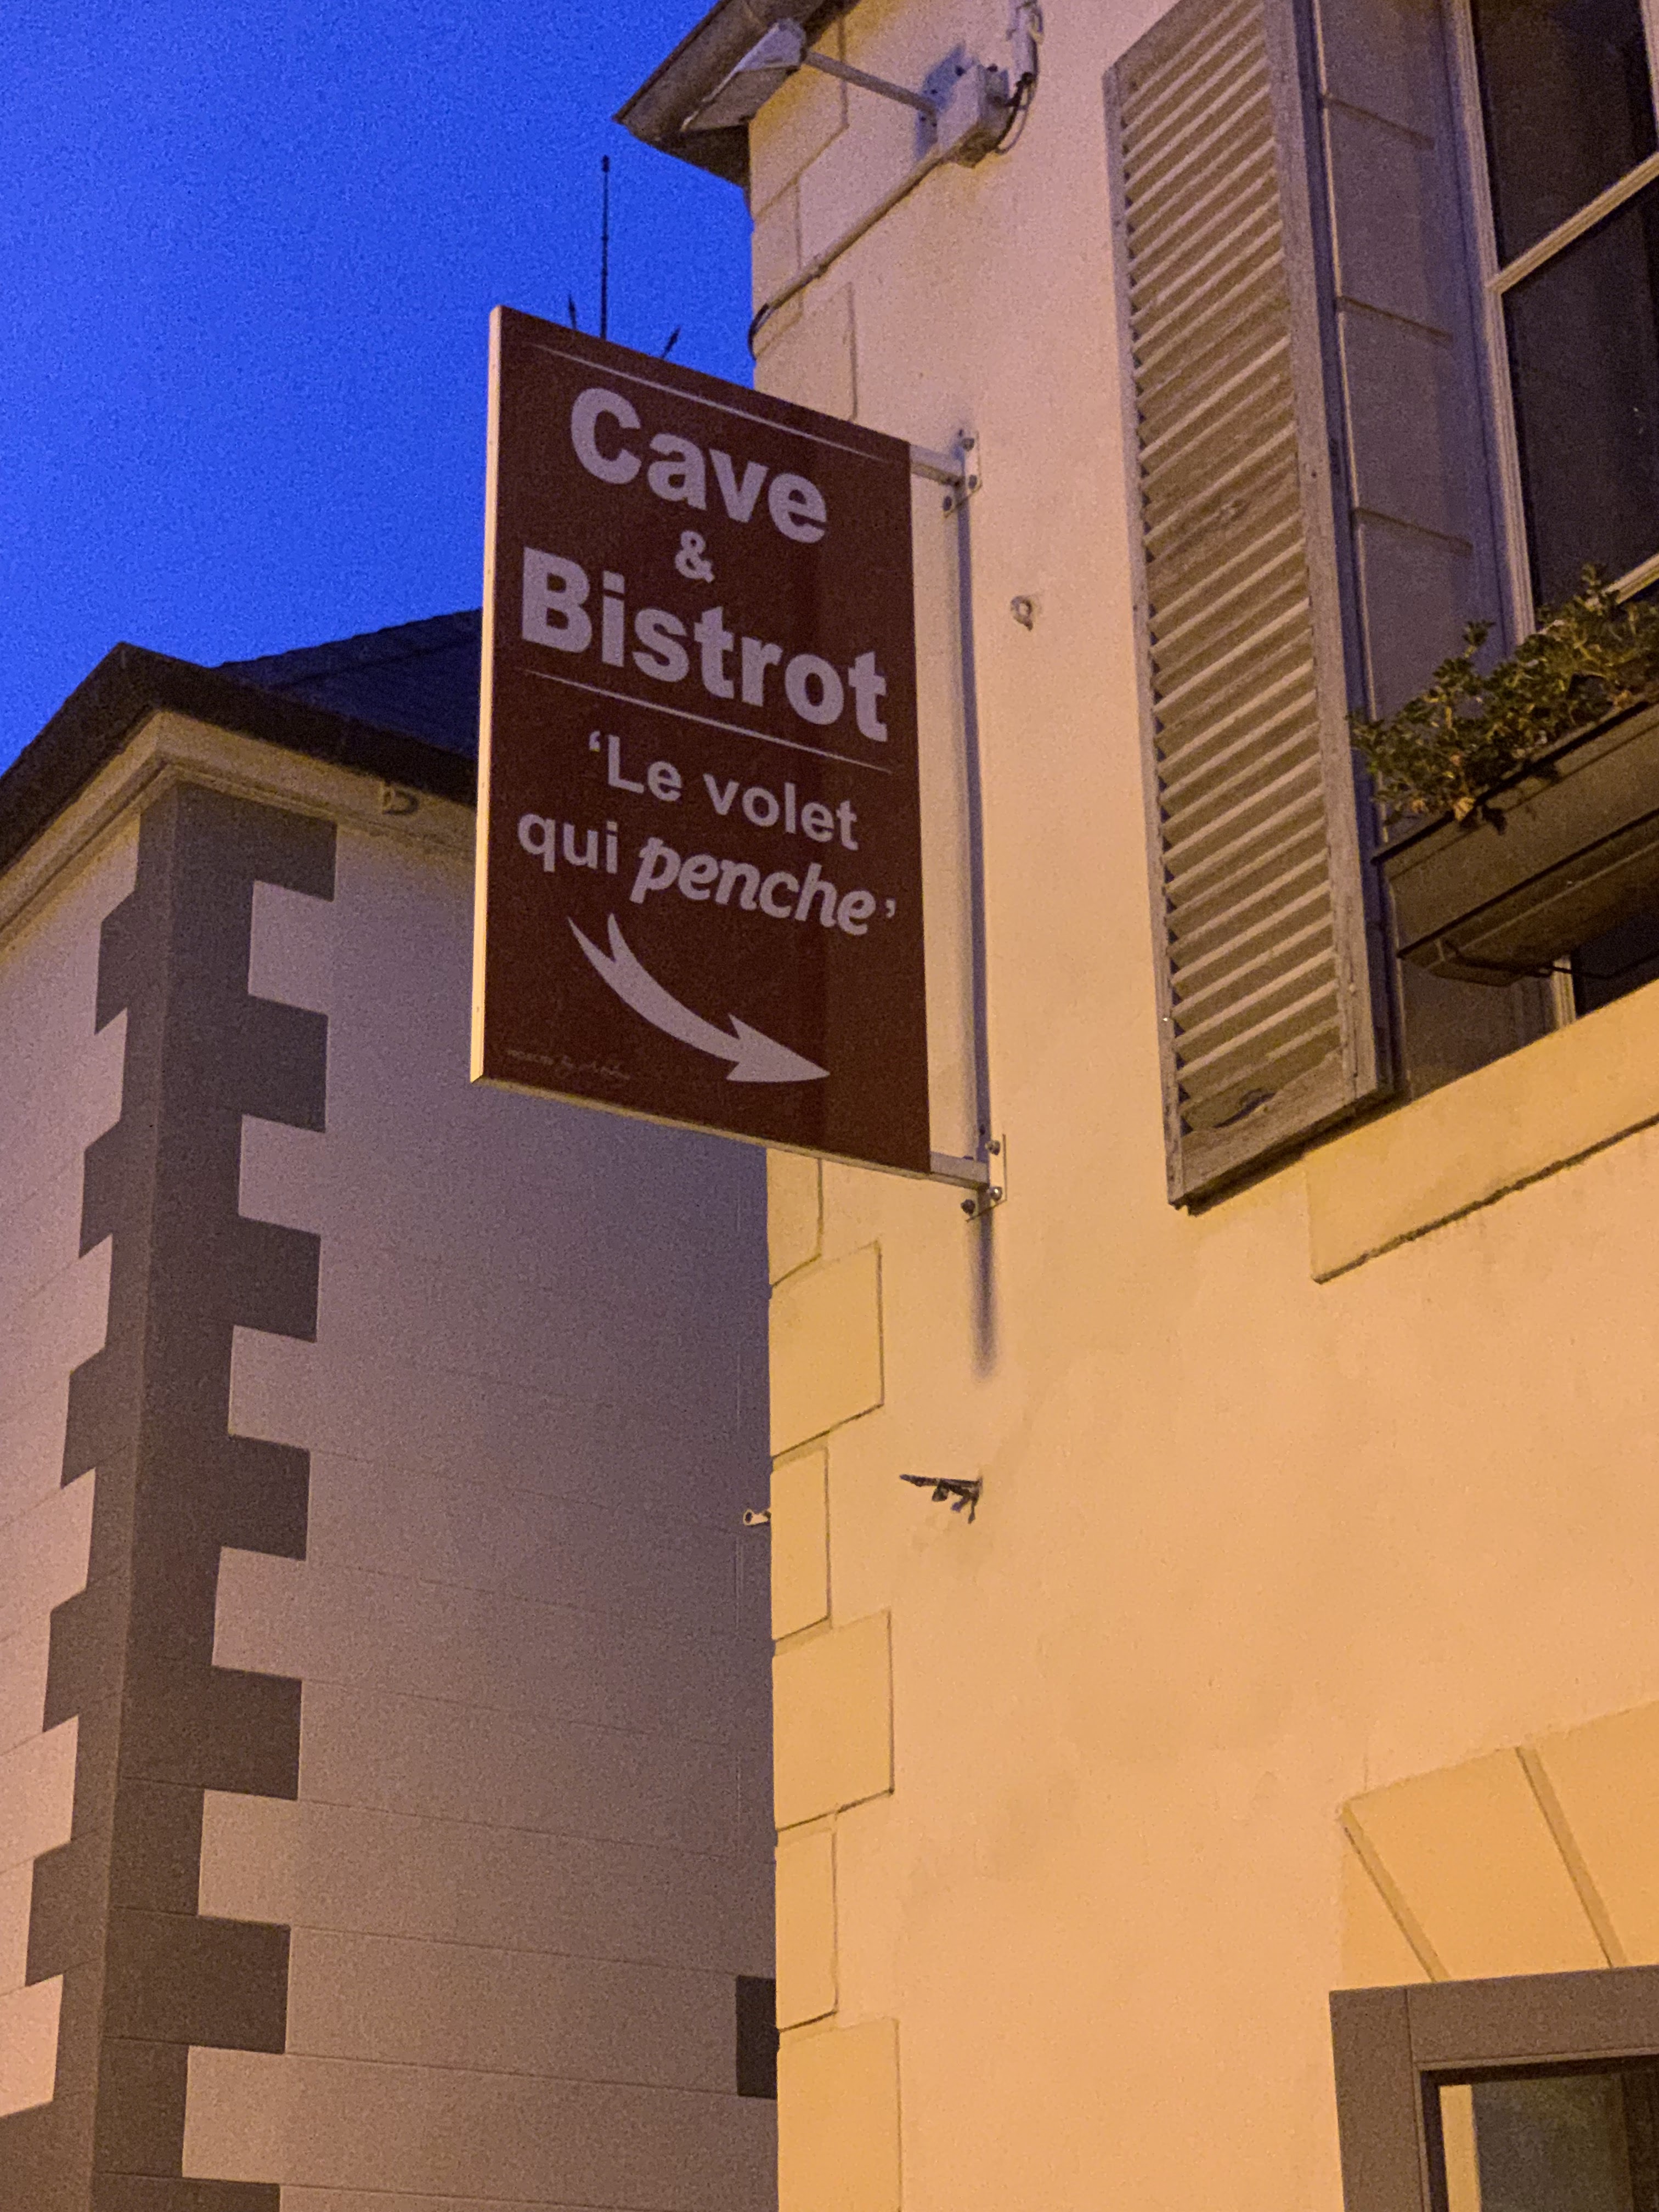 Cave
&
Bistrot
‘Le volet
qui penche’